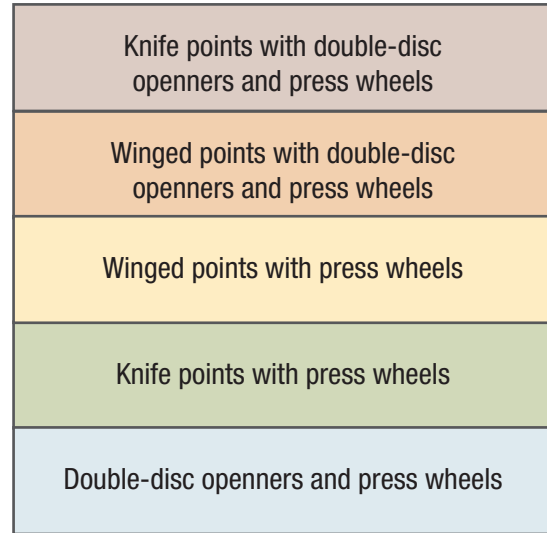 Knife points with double-disc
openners and press wheels
Winged points with double-disc
openners and press wheels
Winged points with press wheels
Knife points with press wheels
Double-disc openners and press wheels